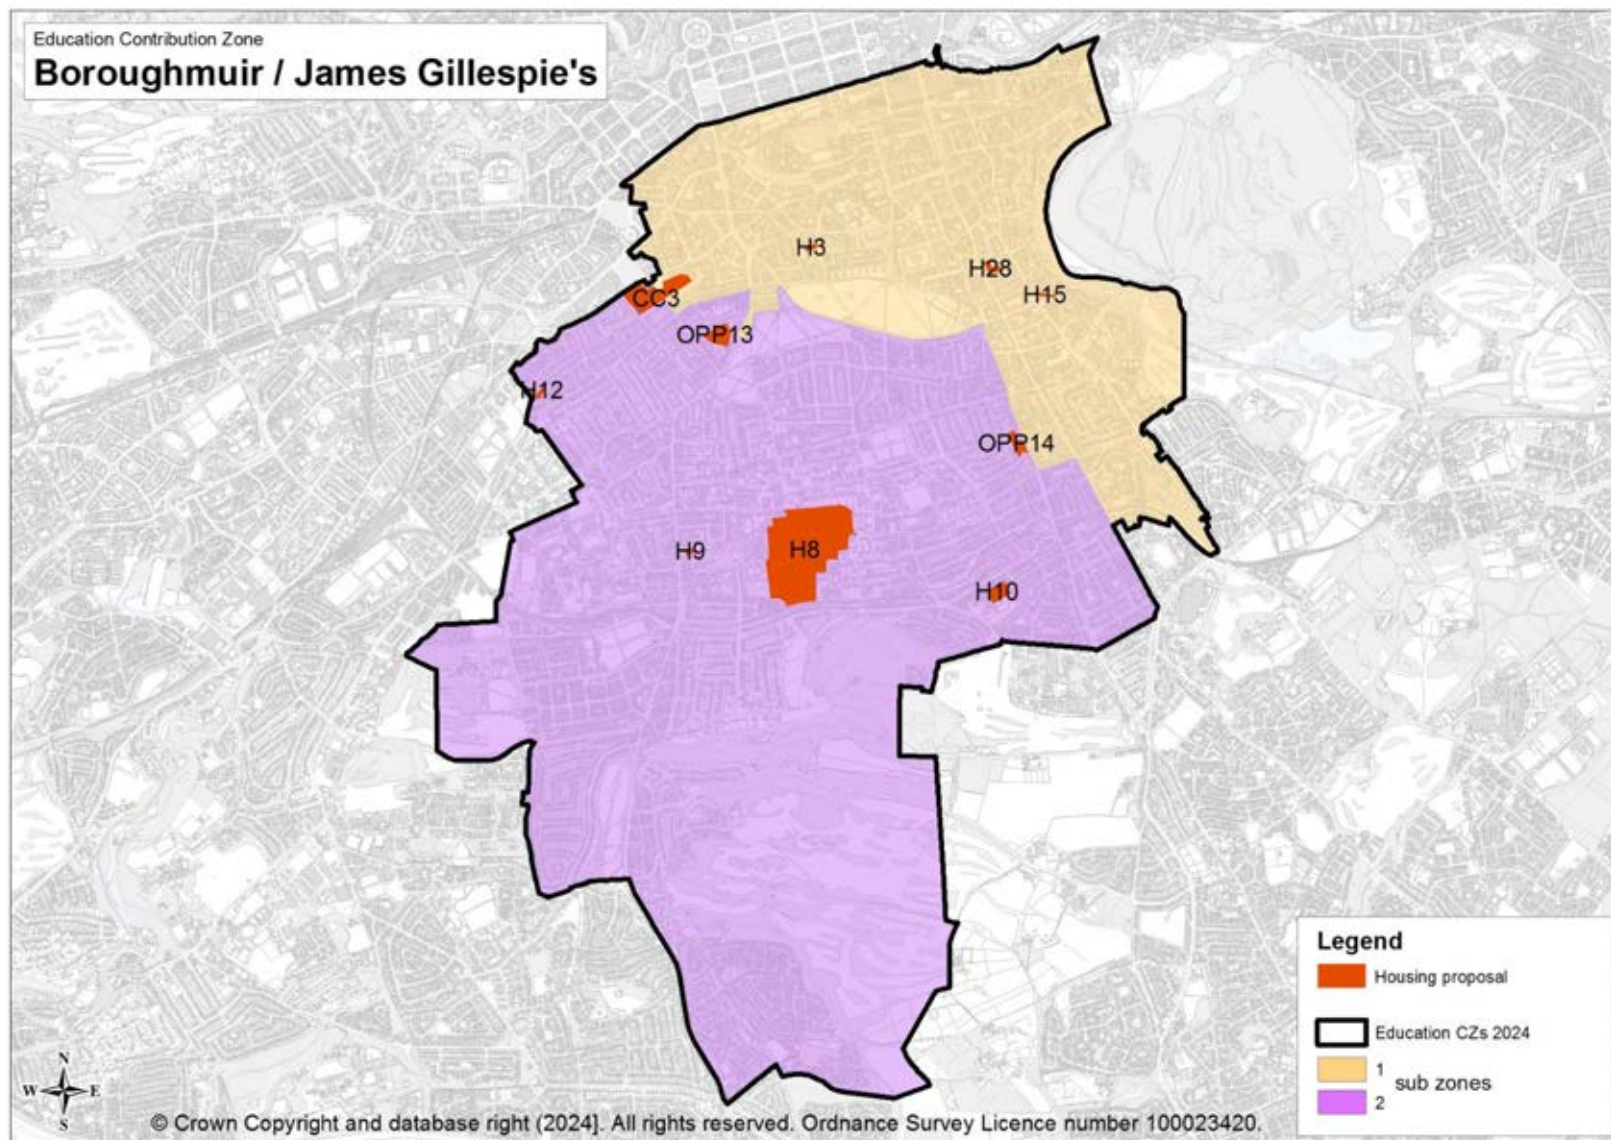 Education Contribution Zone
Boroughmuir / James Gillespie's
H3
H28
H15
CC3
OPP13
H12
OPP14
H9
H8
H10
Legend
Housing proposal
Education CZs 2024
1
sub zones
2
N
W E
S
© Crown Copyright and database right (2024]. All rights reserved. Ordnance Survey Licence number 100023420.